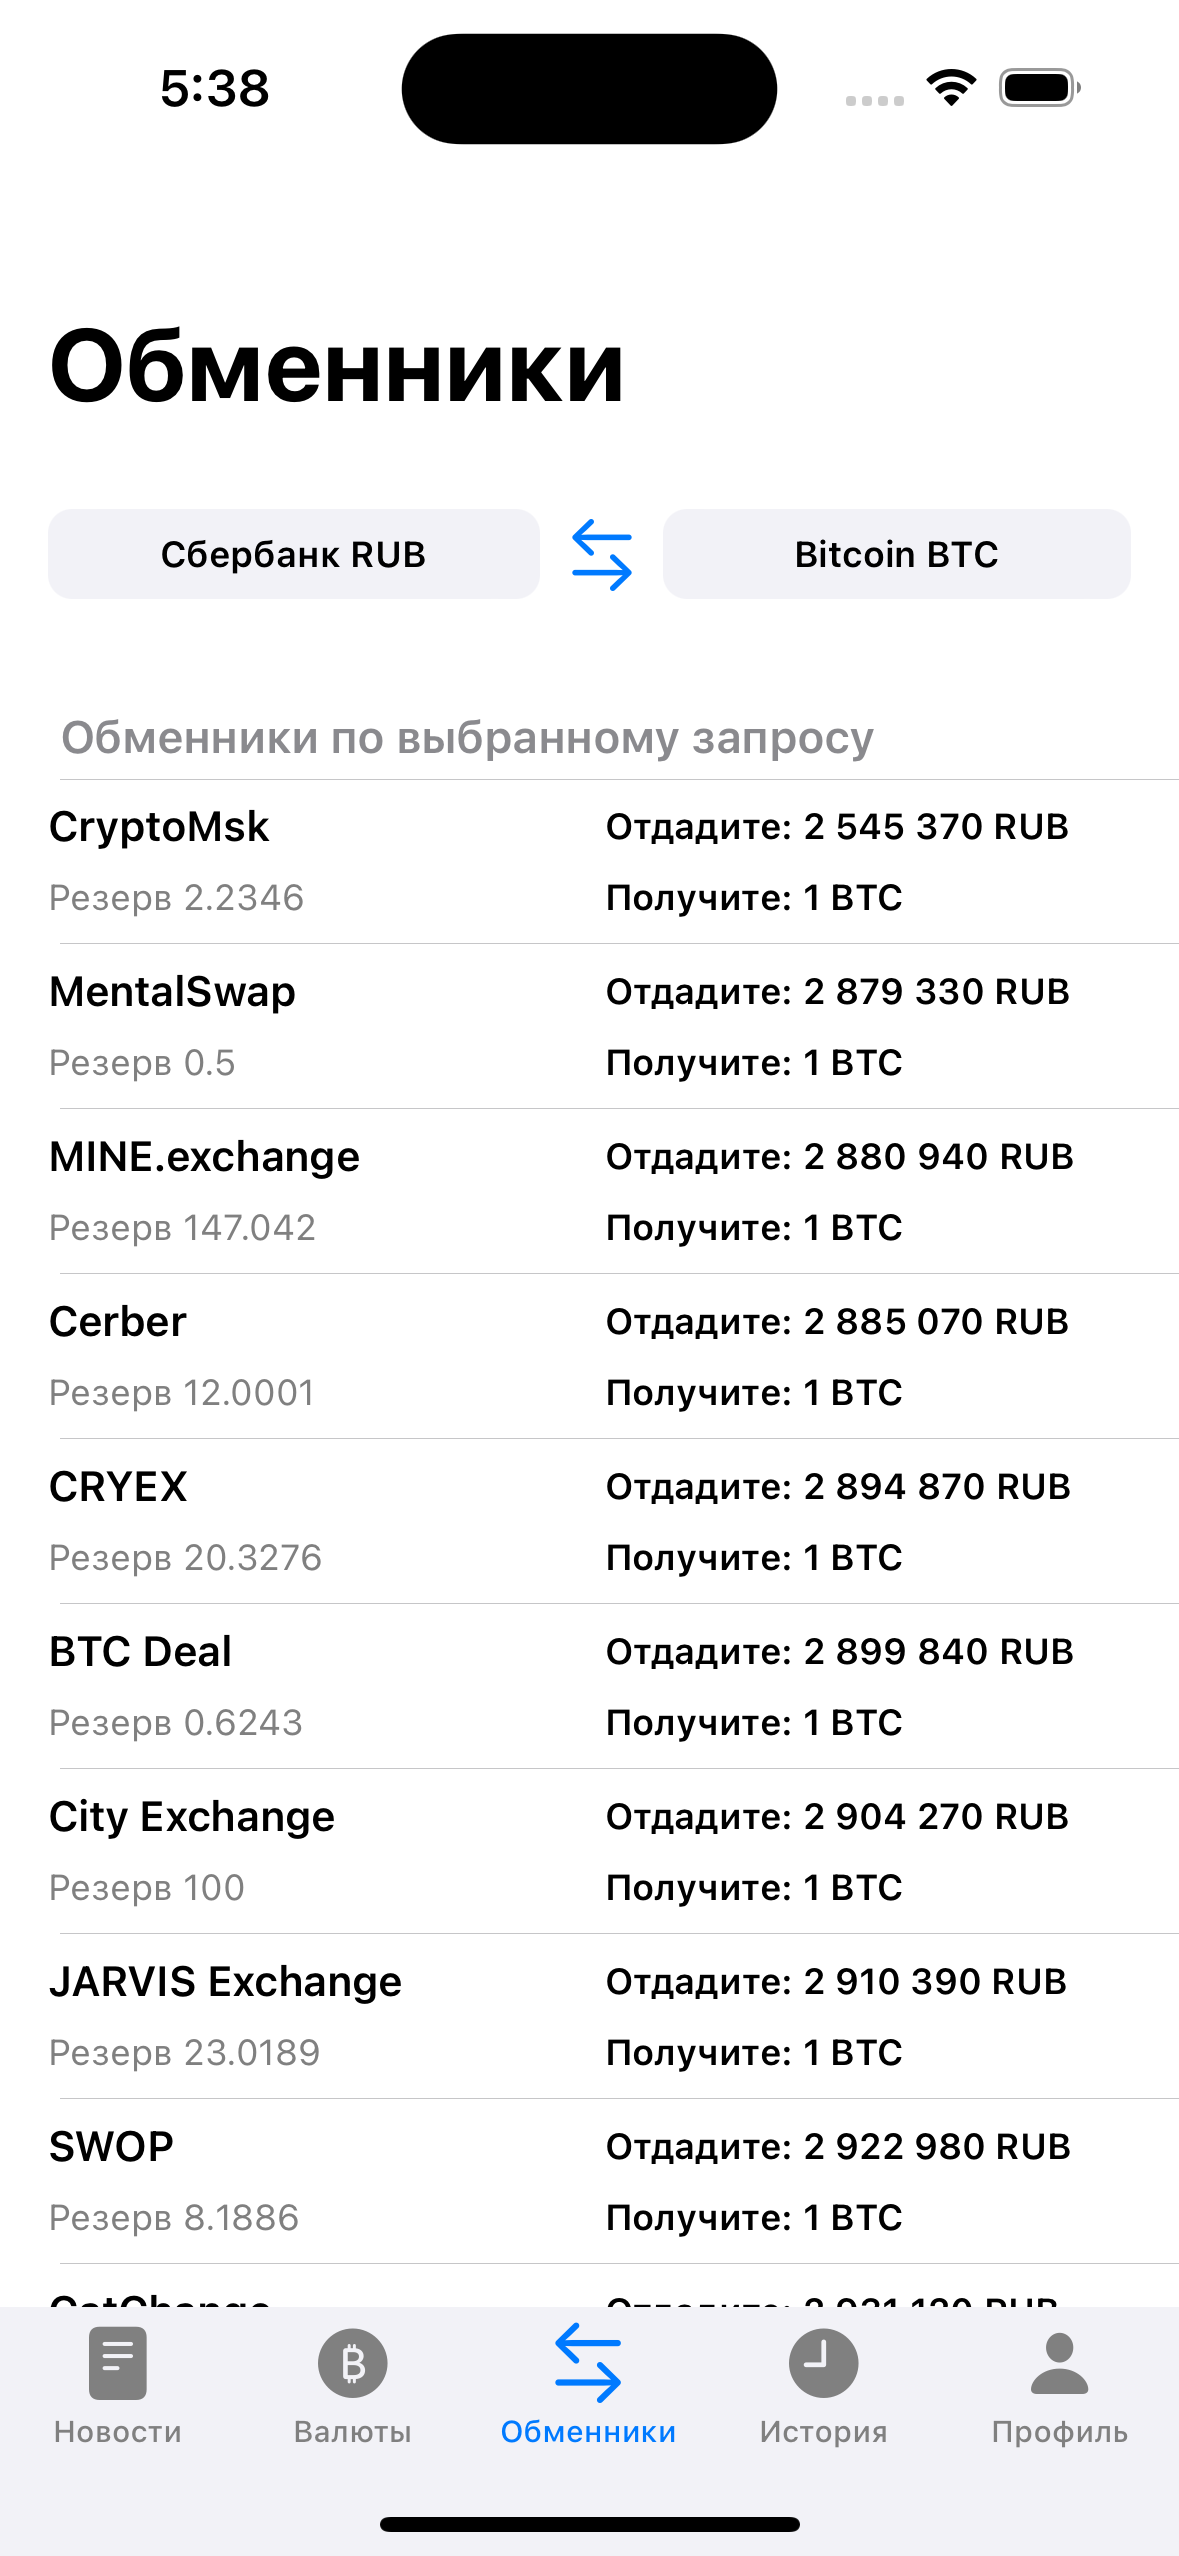 5:38
Обменники
Сбербанк RUB
Bitcoin BTC
Обменники по выбранному запросу
CryptoMsk
Отдадите: 2 545 370 RUB
Резерв 2.2346
Получите: 1 BTC
MentalSwap
Отдадите: 2 879 330 RUB
Резерв 0.5
Получите: 1 BTC
MINE.exchange
Отдадите: 2 880 940 RUB
Резерв 147.042
Получите: 1 BTC
Cerber
Отдадите: 2 885 070 RUB
Резерв 12.0001
Получите: 1 BTC
CRYEX
Отдадите: 2 894 870 RUB
Резерв 20.3276
Получите: 1 BTC
BTC Deal
Отдадите: 2 899 840 RUB
Резерв 0.6243
Получите: 1 BTC
City Exchange
Отдадите: 2 904 270 RUB
Резерв 100
Получите: 1 BTC
JARVIS Exchange
Отдадите: 2 910 390 RUB
Резерв 23.0189
Получите: 1 BTC
SWOP
Отдадите: 2 922 980 RUB
Резерв 8.1886
Получите: 1 BTC
Отдадите: RUB
Новости
Валюты
Обменники
История
Профиль